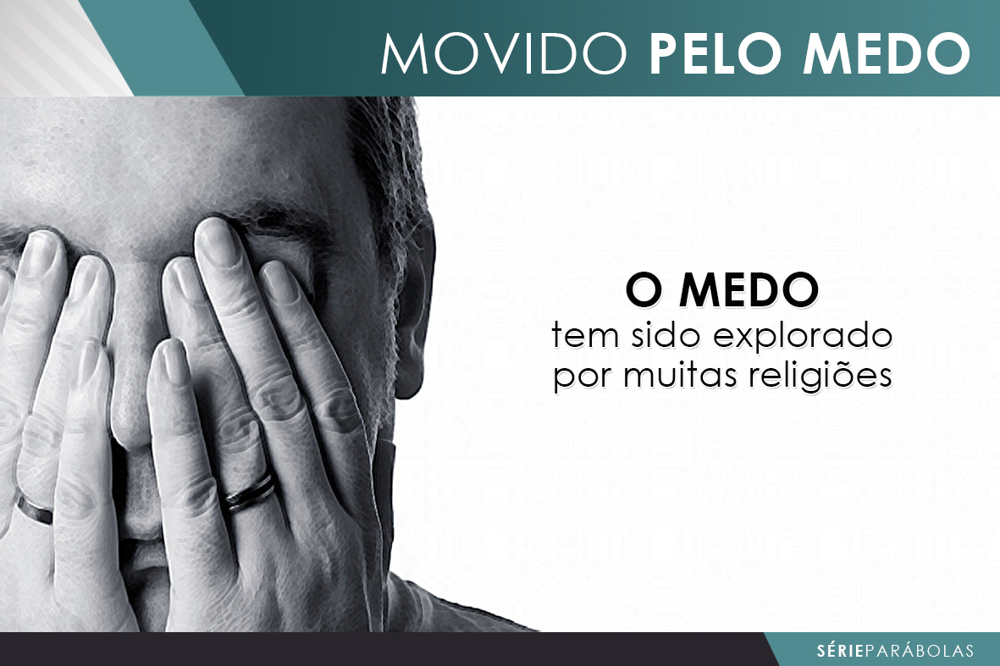 MOVIDO PELO MEDO
O MEDO
tem sido explorado
por muitas religiões
SÉRIEPARÁBOLAS